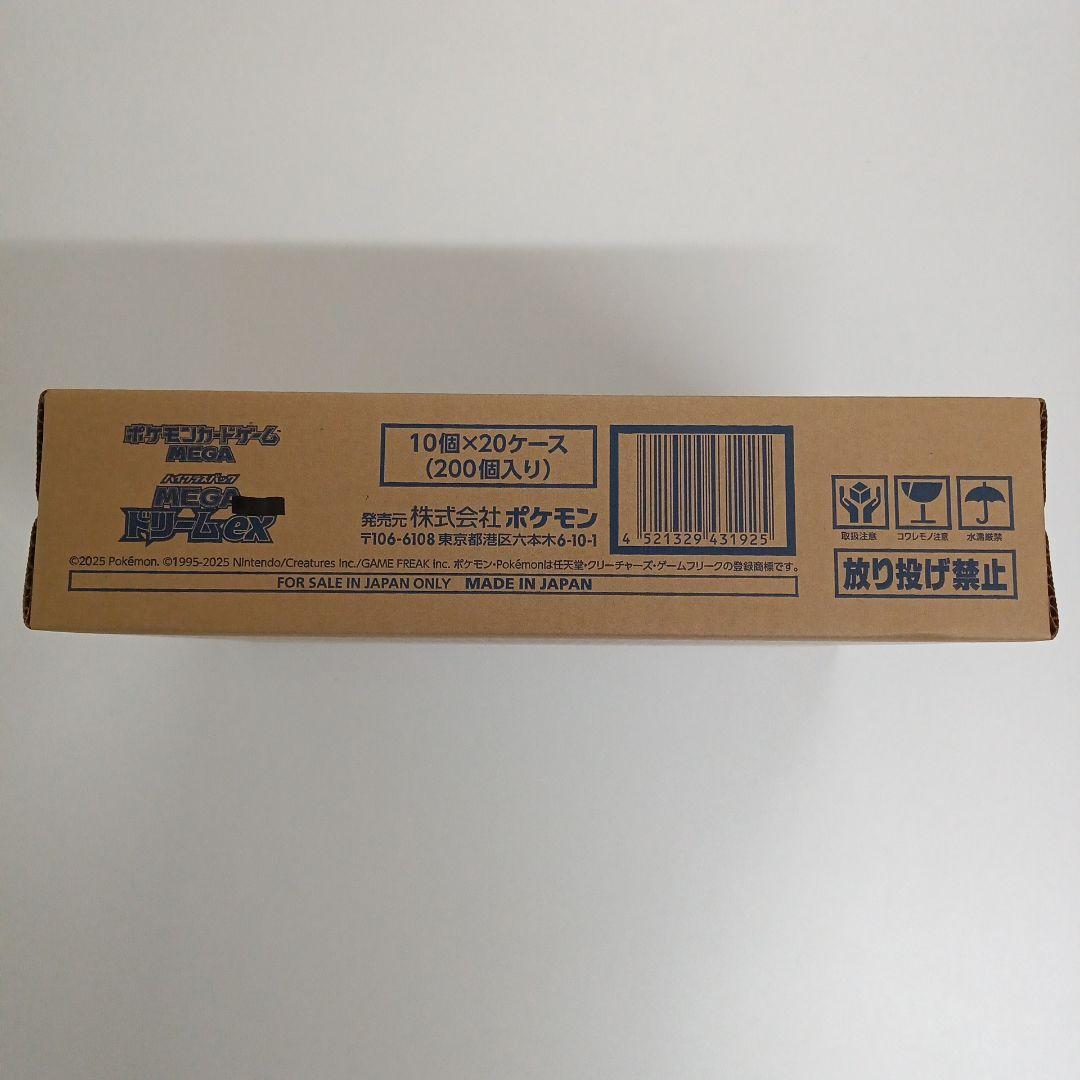 ポケモンカードゲーム
MEGA
ハイクラスパック
MEGA
ドリームex
10個×20ケース
(200個入り)
発売元 株式会社 ポケモン
〒106-6108 東京都港区六本木6-10-1
4 521329 431925
©2025 Pokémon. ©1995-2025 Nintendo/Creatures Inc./GAME FREAK inc. ポケモン・Pokémonは任天堂・クリーチャーズ・ゲームフリークの登録商標です。
FOR SALE IN JAPAN ONLY MADE IN JAPAN
取扱注意
コワレモノ注意
水濡厳禁
放り投げ禁止